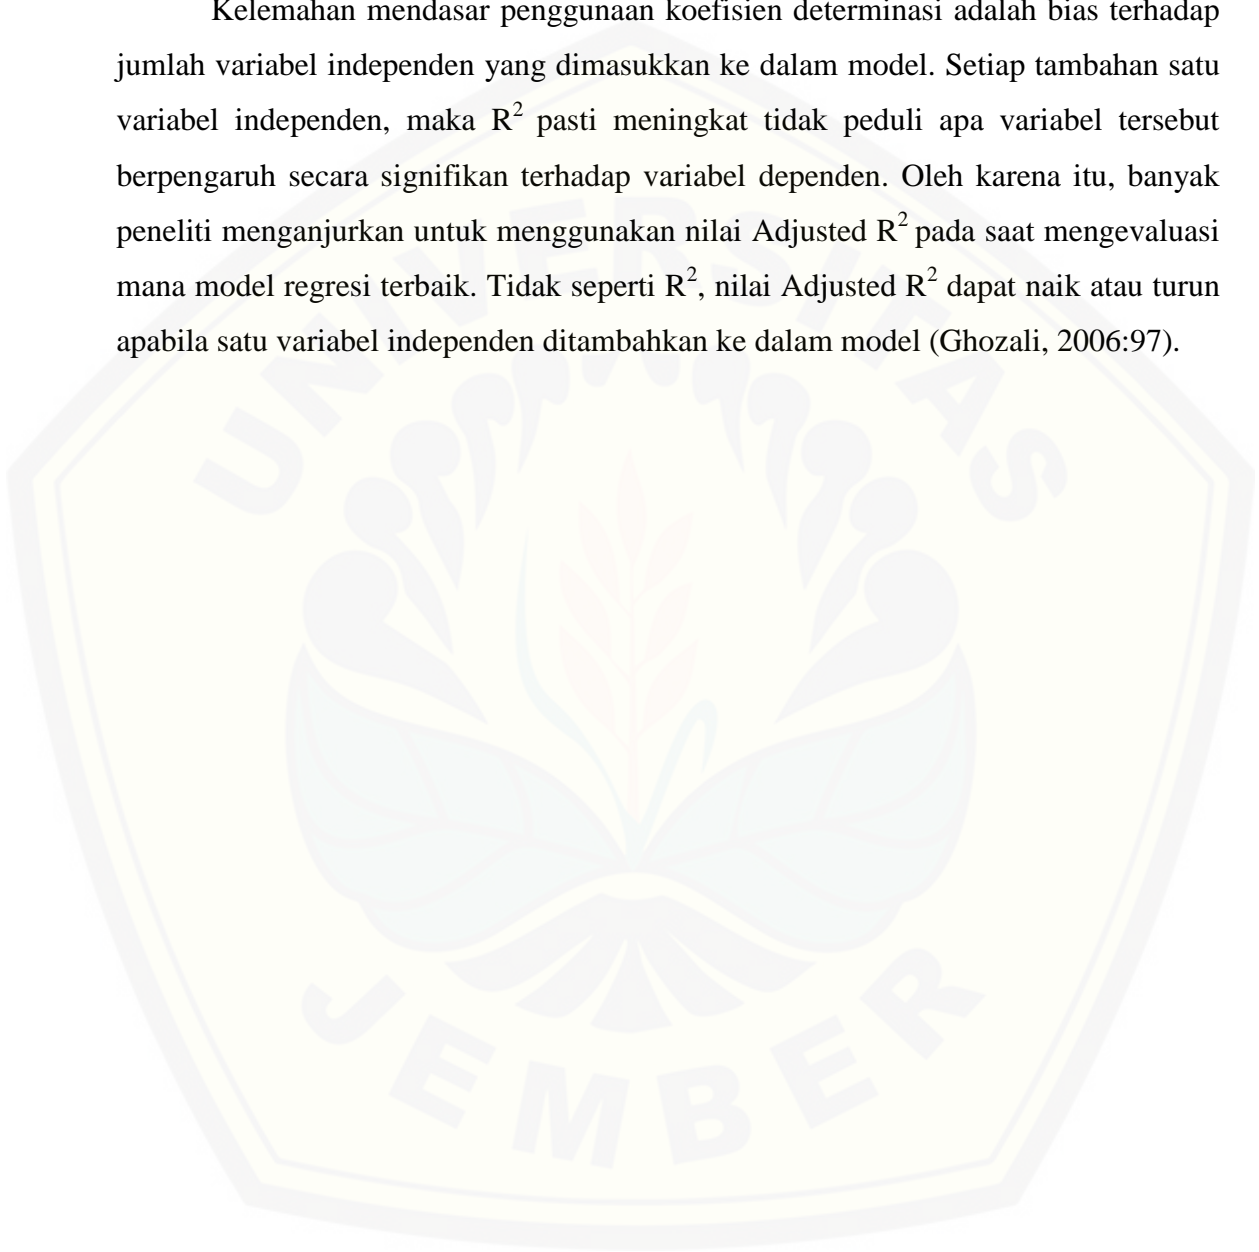 Kelemahan mendasar penggunaan koefisien determinasi adalah bias terhadap
jumlah variabel independen yang dimasukkan ke dalam model. Setiap tambahan satu
variabel independen, maka R² pasti meningkat tidak peduli apa variabel tersebut
berpengaruh secara signifikan terhadap variabel dependen. Oleh karena itu, banyak
peneliti menganjurkan untuk menggunakan nilai Adjusted R² pada saat mengevaluasi
mana model regresi terbaik. Tidak seperti R², nilai Adjusted R² dapat naik atau turun
apabila satu variabel independen ditambahkan ke dalam model (Ghozali, 2006:97).
UNIVERSITAS
JEMBER